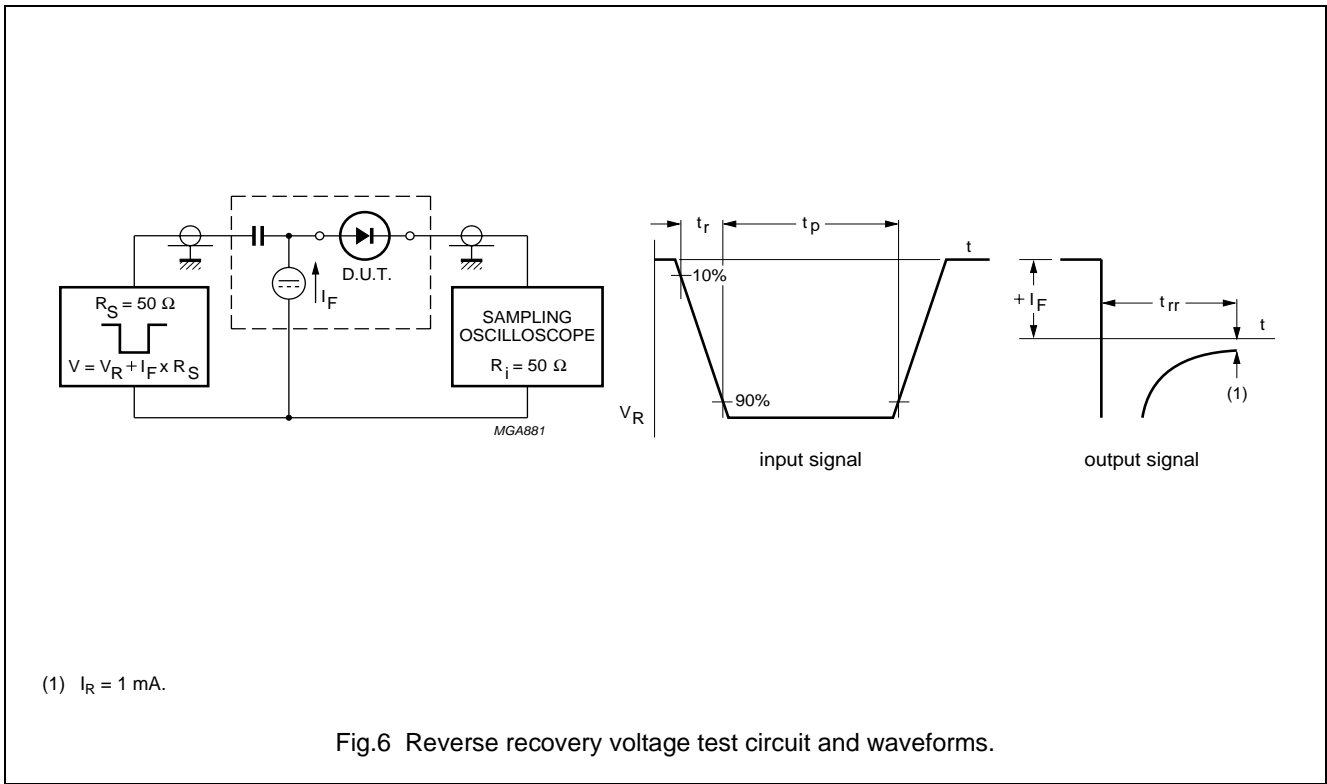 R_S = 50 Ω
V = V_R + I_F x R_S
I_F
D.U.T.
SAMPLING
OSCILLOSCOPE
R_i = 50 Ω
MGA881
t_r
t_p
t
10%
90%
V_R
input signal
+ I_F
t_rr
t
(1)
output signal
(1) I_R = 1 mA.
Fig.6 Reverse recovery voltage test circuit and waveforms.